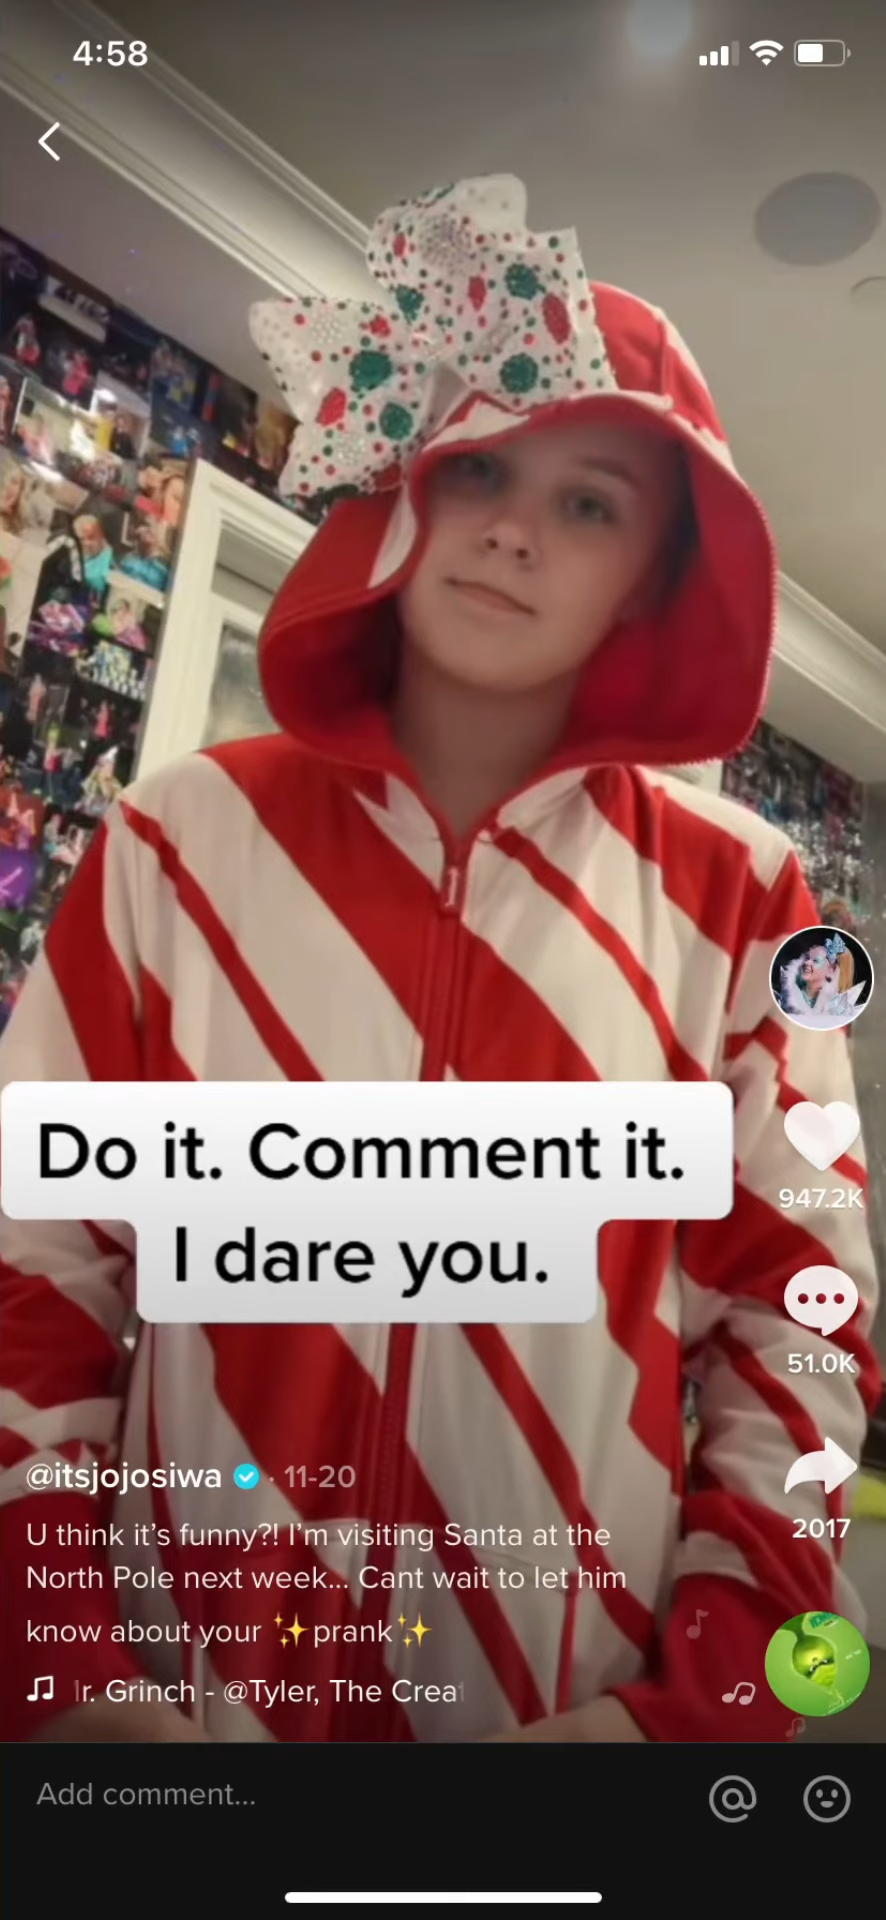 4:58
Do it. Comment it.
I dare you.
947.2K
51.0K
@itsjojosiwa · 11-20
2017
U think it’s funny?! I’m visiting Santa at the
North Pole next week... Cant wait to let him
know about your ✨prank✨
r. Grinch - @Tyler, The Crea
Add comment...